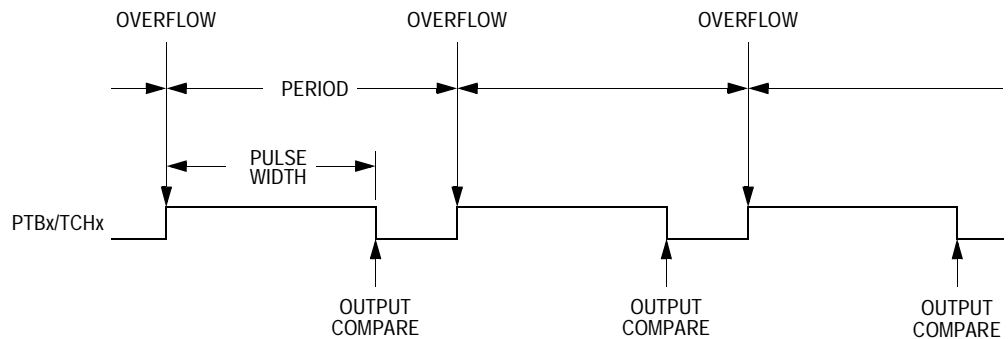 OVERFLOW
OVERFLOW
OVERFLOW
PERIOD
PULSE
WIDTH
PTBx/TCHx
OUTPUT
COMPARE
OUTPUT
COMPARE
OUTPUT
COMPARE